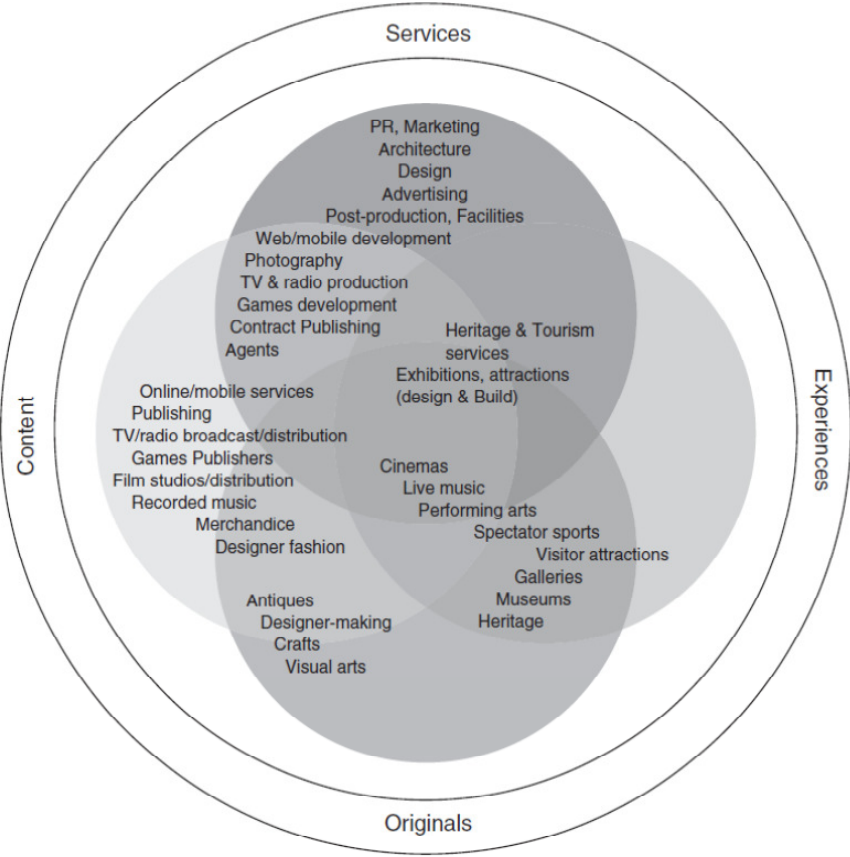 Services
PR, Marketing
Architecture
Design
Advertising
Post-production, Facilities
Web/mobile development
Photography
TV & radio production
Games development
Contract Publishing
Agents
Heritage & Tourism
services
Exhibitions, attractions
(design & Build)
Content
Online/mobile services
Publishing
TV/radio broadcast/distribution
Games Publishers
Film studios/distribution
Recorded music
Merchandice
Designer fashion
Experiences
Cinemas
Live music
Performing arts
Spectator sports
Visitor attractions
Galleries
Museums
Heritage
Antiques
Designer-making
Crafts
Visual arts
Originals